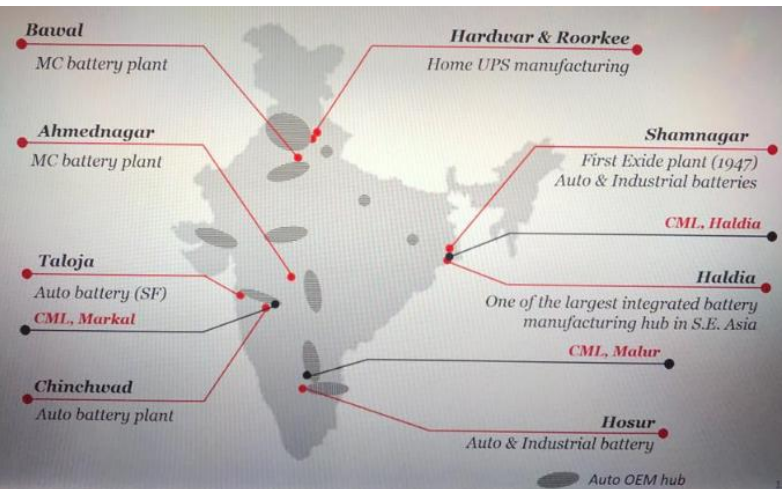 Bawal
MC battery plant
Hardwar & Roorkee
Home UPS manufacturing
Ahmednagar
MC battery plant
Shamnagar
First Exide plant (1947)
Auto & Industrial batteries
CML, Haldia
Taloja
Auto battery (SF)
CML, Markal
Haldia
One of the largest integrated battery
manufacturing hub in S.E. Asia
CML, Malur
Chinchwad
Auto battery plant
Hosur
Auto & Industrial battery
Auto OEM hub